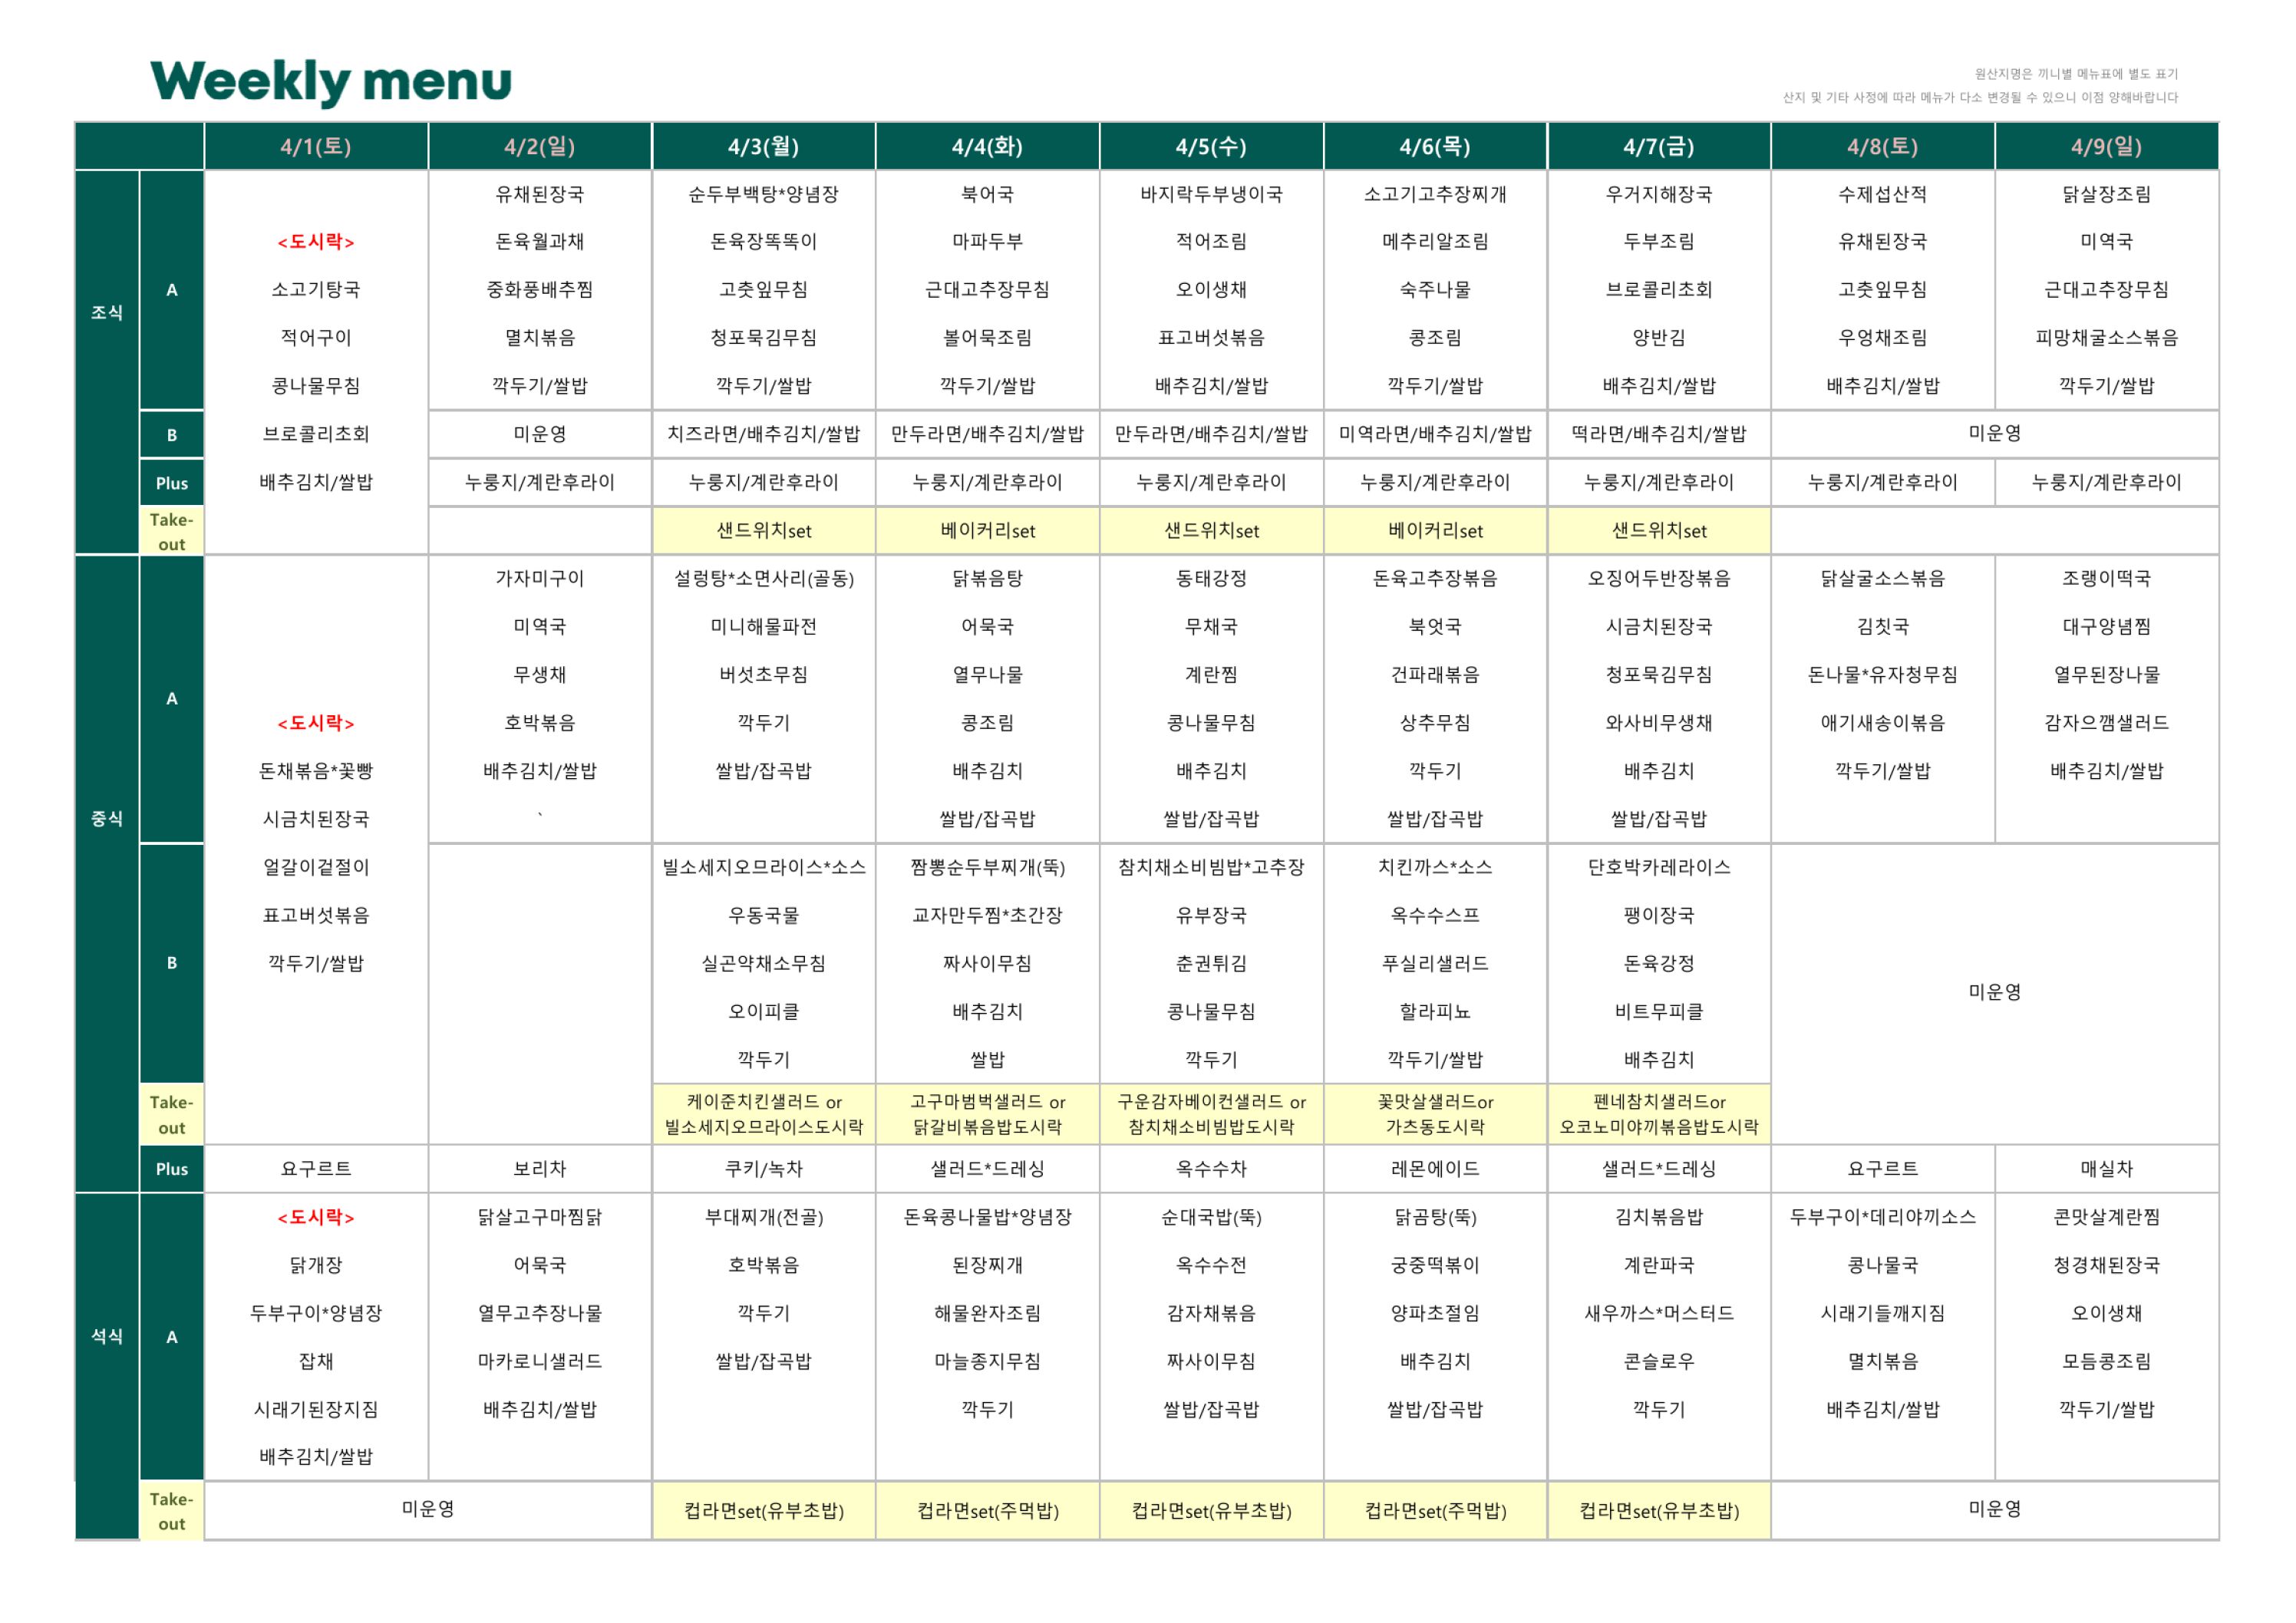 Weekly menu
원산지명은 끼니별 메뉴표에 별도 표기
산지 및 기타 사정에 따라 메뉴가 다소 변경될 수 있으니 이점 양해바랍니다
4/1(토) 4/2(일) 4/3(월) 4/4(화) 4/5(수) 4/6(목) 4/7(금) 4/8(토) 4/9(일)
조식
A
유채된장국 순두부백탕*양념장 북어국 바지락두부냉이국 소고기고추장찌개 우거지해장국 수제섭산적 닭살장조림
<도시락> 돈육월과채 돈육장똑똑이 마파두부 적어조림 메추리알조림 두부조림 유채된장국 미역국
소고기탕국 중화풍배추찜 고춧잎무침 근대고추장무침 오이생채 숙주나물 브로콜리초회 고춧잎무침 근대고추장무침
적어구이 멸치볶음 청포묵김무침 볼어묵조림 표고버섯볶음 콩조림 양반김 우엉채조림 피망채굴소스볶음
콩나물무침 깍두기/쌀밥 깍두기/쌀밥 깍두기/쌀밥 배추김치/쌀밥 깍두기/쌀밥 배추김치/쌀밥 배추김치/쌀밥 깍두기/쌀밥
B 브로콜리초회 미운영 치즈라면/배추김치/쌀밥 만두라면/배추김치/쌀밥 만두라면/배추김치/쌀밥 미역라면/배추김치/쌀밥 떡라면/배추김치/쌀밥 미운영
Plus 배추김치/쌀밥 누룽지/계란후라이 누룽지/계란후라이 누룽지/계란후라이 누룽지/계란후라이 누룽지/계란후라이 누룽지/계란후라이 누룽지/계란후라이 누룽지/계란후라이
Take-
out
샌드위치set 베이커리set 샌드위치set 베이커리set 샌드위치set
중식
A
가자미구이 설렁탕*소면사리(골동) 닭볶음탕 동태강정 돈육고추장볶음 오징어두반장볶음 닭살굴소스볶음 조랭이떡국
미역국 미니해물파전 어묵국 무채국 북엇국 시금치된장국 김칫국 대구양념찜
무생채 버섯초무침 열무나물 계란찜 건파래볶음 청포묵김무침 돈나물*유자청무침 열무된장나물
<도시락> 호박볶음 깍두기 콩조림 콩나물무침 상추무침 와사비무생채 애기새송이볶음 감자으깸샐러드
돈채볶음*꽃빵 배추김치/쌀밥 쌀밥/잡곡밥 배추김치 배추김치 깍두기 배추김치 깍두기/쌀밥 배추김치/쌀밥
시금치된장국 ` 쌀밥/잡곡밥 쌀밥/잡곡밥 쌀밥/잡곡밥 쌀밥/잡곡밥
B
얼갈이겉절이 빌소세지오므라이스*소스 짬뽕순두부찌개(뚝) 참치채소비빔밥*고추장 치킨까스*소스 단호박카레라이스
표고버섯볶음 우동국물 교자만두찜*초간장 유부장국 옥수수스프 팽이장국
깍두기/쌀밥 실곤약채소무침 짜사이무침 춘권튀김 푸실리샐러드 돈육강정
미운영
오이피클 배추김치 콩나물무침 할라피뇨 비트무피클
깍두기 쌀밥 깍두기 깍두기/쌀밥 배추김치
Take-
out
케이준치킨샐러드 or 고구마범벅샐러드 or 구운감자베이컨샐러드 or 꽃맛살샐러드or 펜네참치샐러드or
빌소세지오므라이스도시락 닭갈비볶음밥도시락 참치채소비빔밥도시락 가츠동도시락 오코노미야끼볶음밥도시락
Plus 요구르트 보리차 쿠키/녹차 샐러드*드레싱 옥수수차 레몬에이드 샐러드*드레싱 요구르트 매실차
석식
A
<도시락> 닭살고구마찜닭 부대찌개(전골) 돈육콩나물밥*양념장 순대국밥(뚝) 닭곰탕(뚝) 김치볶음밥 두부구이*데리야끼소스 콘맛살계란찜
닭개장 어묵국 호박볶음 된장찌개 옥수수전 궁중떡볶이 계란파국 콩나물국 청경채된장국
두부구이*양념장 열무고추장나물 깍두기 해물완자조림 감자채볶음 양파초절임 새우까스*머스터드 시래기들깨지짐 오이생채
잡채 마카로니샐러드 쌀밥/잡곡밥 마늘종지무침 짜사이무침 배추김치 콘슬로우 멸치볶음 모듬콩조림
시래기된장지짐 배추김치/쌀밥 깍두기 쌀밥/잡곡밥 쌀밥/잡곡밥 깍두기 배추김치/쌀밥 깍두기/쌀밥
배추김치/쌀밥
Take-
out
미운영 컵라면set(유부초밥) 컵라면set(주먹밥) 컵라면set(유부초밥) 컵라면set(주먹밥) 컵라면set(유부초밥) 미운영